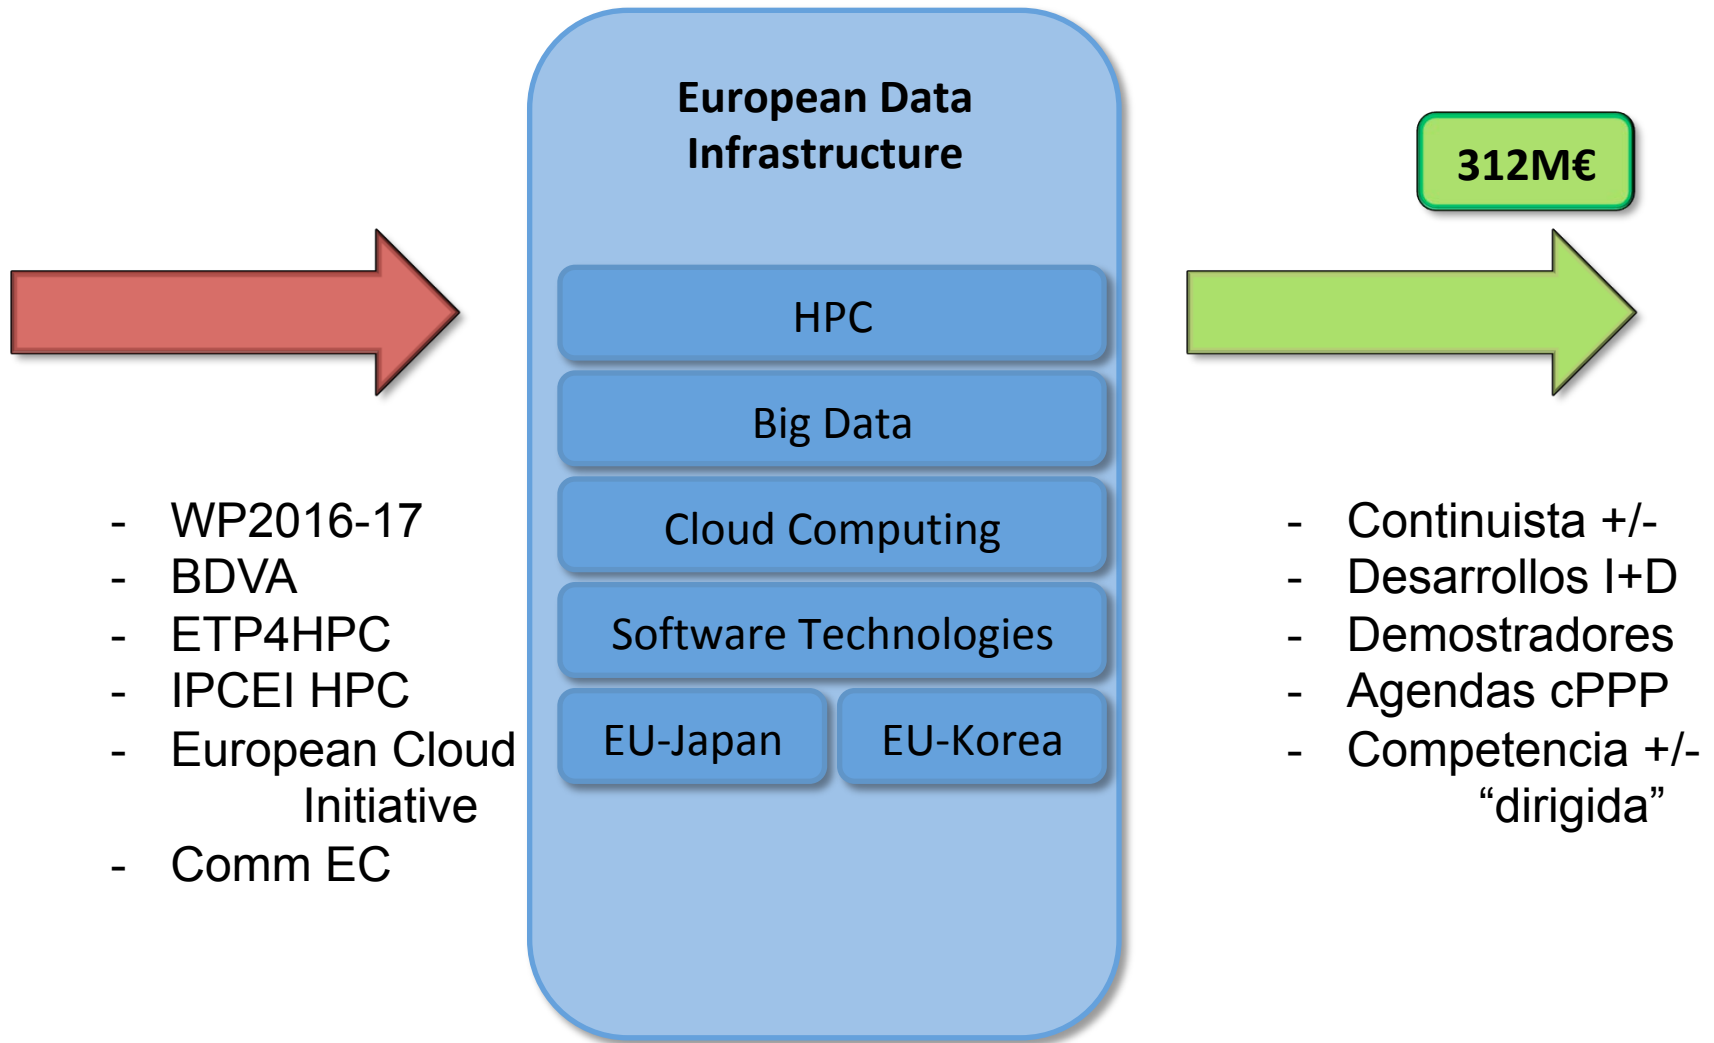 European Data
Infrastructure
312M€
HPC
Big Data
Cloud Computing
Software Technologies
EU-Japan
EU-Korea
- WP2016-17
- BDVA
- ETP4HPC
- IPCEI HPC
- European Cloud
Initiative
- Comm EC
- Continuista +/-
- Desarrollos I+D
- Demostradores
- Agendas cPPP
- Competencia +/-
“dirigida”